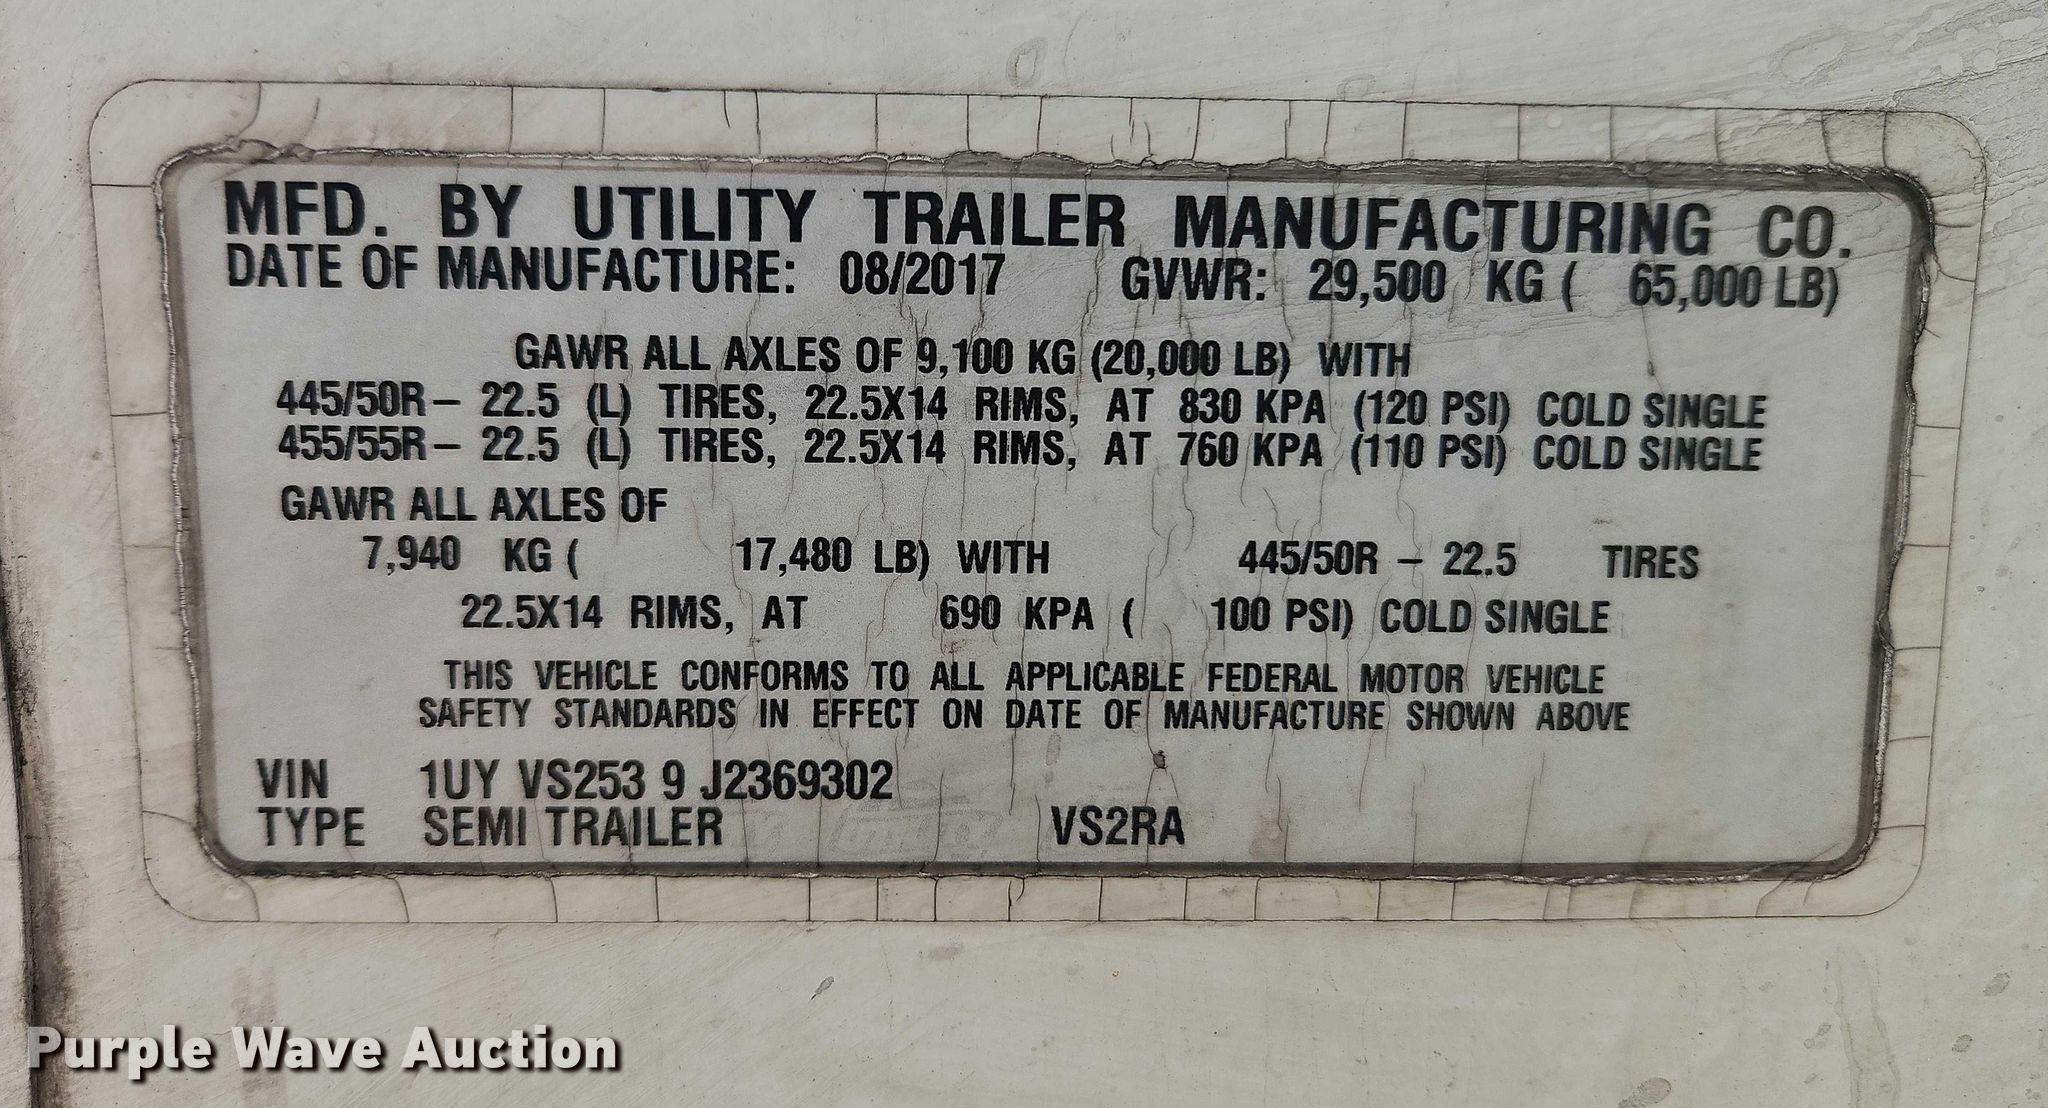 MFD. BY UTILITY TRAILER MANUFACTURING CO.
DATE OF MANUFACTURE: 08/2017 GVWR: 29,500 KG ( 65,000 LB)
GAWR ALL AXLES OF 9,100 KG (20,000 LB) WITH
445/50R – 22.5 (L) TIRES, 22.5X14 RIMS, AT 830 KPA (120 PSI) COLD SINGLE
455/55R – 22.5 (L) TIRES, 22.5X14 RIMS, AT 760 KPA (110 PSI) COLD SINGLE
GAWR ALL AXLES OF
7,940 KG ( 17,480 LB) WITH 445/50R – 22.5 TIRES
22.5X14 RIMS, AT 690 KPA ( 100 PSI) COLD SINGLE
THIS VEHICLE CONFORMS TO ALL APPLICABLE FEDERAL MOTOR VEHICLE
SAFETY STANDARDS IN EFFECT ON DATE OF MANUFACTURE SHOWN ABOVE
VIN 1UY VS253 9 J2369302
TYPE SEMI TRAILER VS2RA
Purple Wave Auction